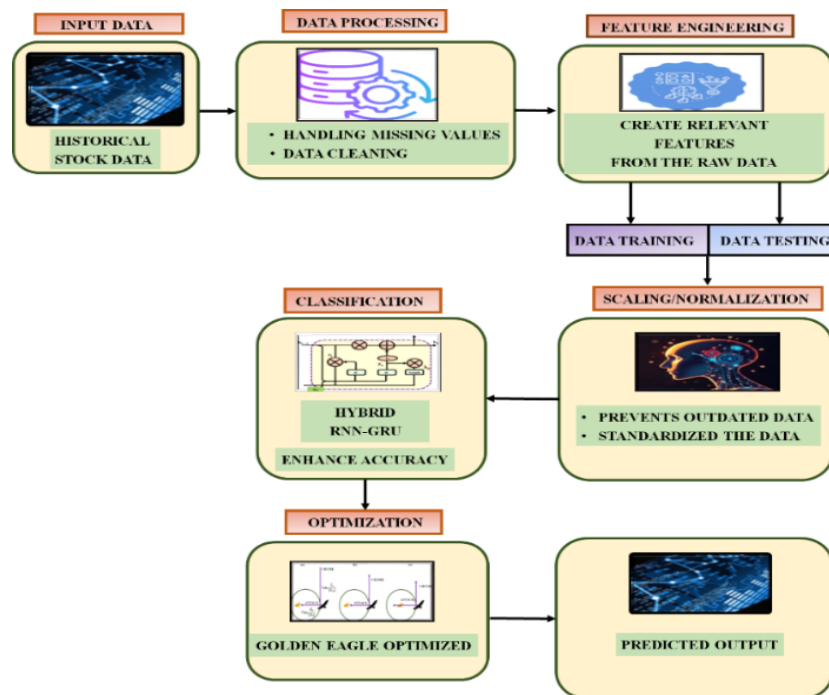 INPUT DATA
HISTORICAL
STOCK DATA
DATA PROCESSING
• HANDLING MISSING VALUES
• DATA CLEANING
FEATURE ENGINEERING
CREATE RELEVANT
FEATURES
FROM THE RAW DATA
DATA TRAINING
DATA TESTING
SCALING/NORMALIZATION
• PREVENTS OUTDATED DATA
• STANDARDIZED THE DATA
CLASSIFICATION
HYBRID
RNN-GRU
ENHANCE ACCURACY
OPTIMIZATION
GOLDEN EAGLE OPTIMIZED
PREDICTED OUTPUT